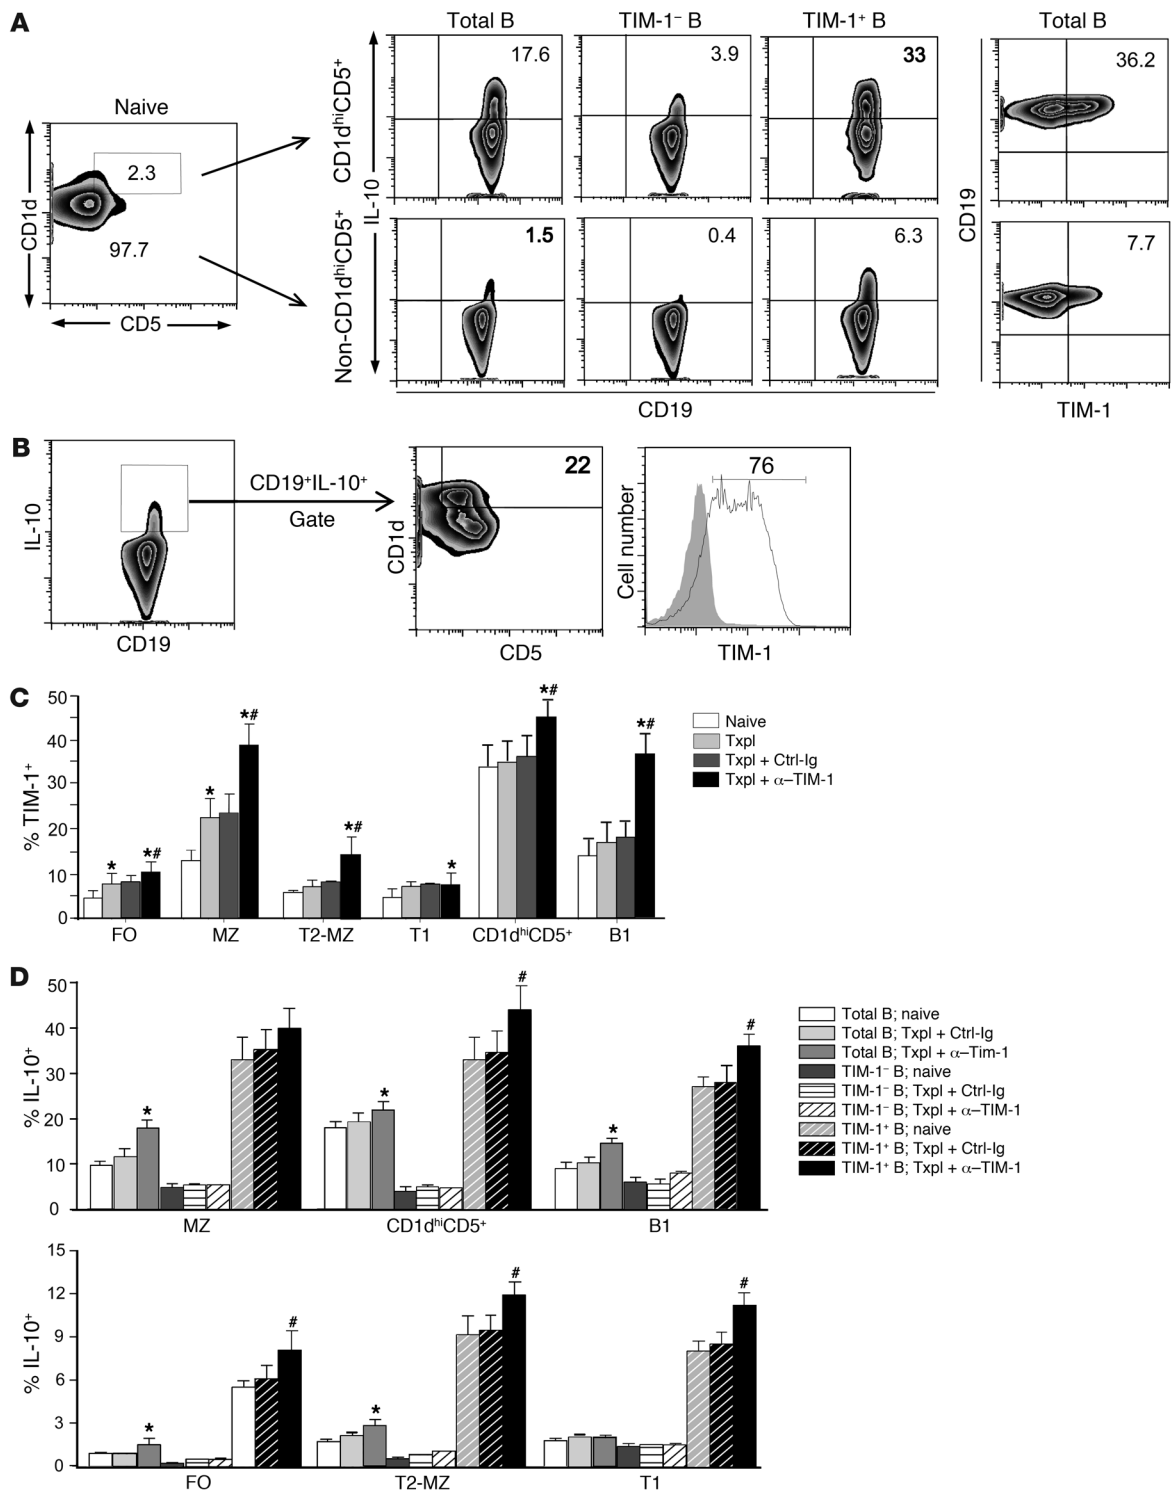 A
Total B
TIM-1⁻ B
TIM-1⁺ B
Total B
Naive
CD1d
2.3
97.7
CD5
CD1dʰⁱCD5⁺
Non-CD1dʰⁱCD5⁺
IL-10
17.6
3.9
33
1.5
0.4
6.3
CD19
CD19
36.2
7.7
TIM-1
B
IL-10
CD19
CD19⁺IL-10⁺
Gate
CD1d
22
CD5
Cell number
76
TIM-1
C
% TIM-1⁺
50
40
30
20
10
0
*
*#
*
*#
*#
*
*#
*#
FO
MZ
T2-MZ
T1
CD1dʰⁱCD5⁺
B1
Naive
Txpl
Txpl + Ctrl-Ig
Txpl + α–TIM-1
D
% IL-10⁺
50
40
30
20
10
0
*
*
#
*
#
MZ
CD1dʰⁱCD5⁺
B1
Total B; naive
Total B; Txpl + Ctrl-Ig
Total B; Txpl + α–Tim-1
TIM-1⁻ B; naive
TIM-1⁻ B; Txpl + Ctrl-Ig
TIM-1⁻ B; Txpl + α–TIM-1
TIM-1⁺ B; naive
TIM-1⁺ B; Txpl + Ctrl-Ig
TIM-1⁺ B; Txpl + α–TIM-1
% IL-10⁺
15
12
9
6
3
0
*
#
*
#
#
FO
T2-MZ
T1